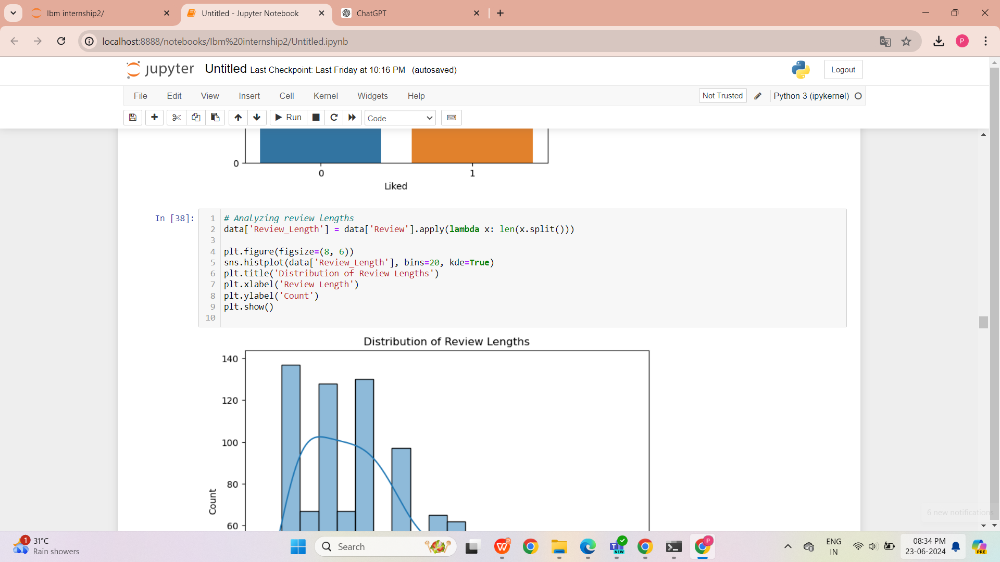 Ibm internship2/
Untitled - Jupyter Notebook
ChatGPT
localhost:8888/notebooks/Ibm%20internship2/Untitled.ipynb
P
jupyter Untitled Last Checkpoint: Last Friday at 10:16 PM (autosaved)
Logout
File Edit View Insert Cell Kernel Widgets Help
Not Trusted
Python 3 (ipykernel)
Run
Code
0
0 1
Liked
In [38]:
1 # Analyzing review lengths
2 data['Review_Length'] = data['Review'].apply(lambda x: len(x.split()))
3
4 plt.figure(figsize=(8, 6))
5 sns.histplot(data['Review_Length'], bins=20, kde=True)
6 plt.title('Distribution of Review Lengths')
7 plt.xlabel('Review Length')
8 plt.ylabel('Count')
9 plt.show()
10
Distribution of Review Lengths
140
120
100
80
60
Count
6 new notifications
1
31°C
Rain showers
Search
NEW
P
ENG
IN
08:34 PM
23-06-2024
PRE